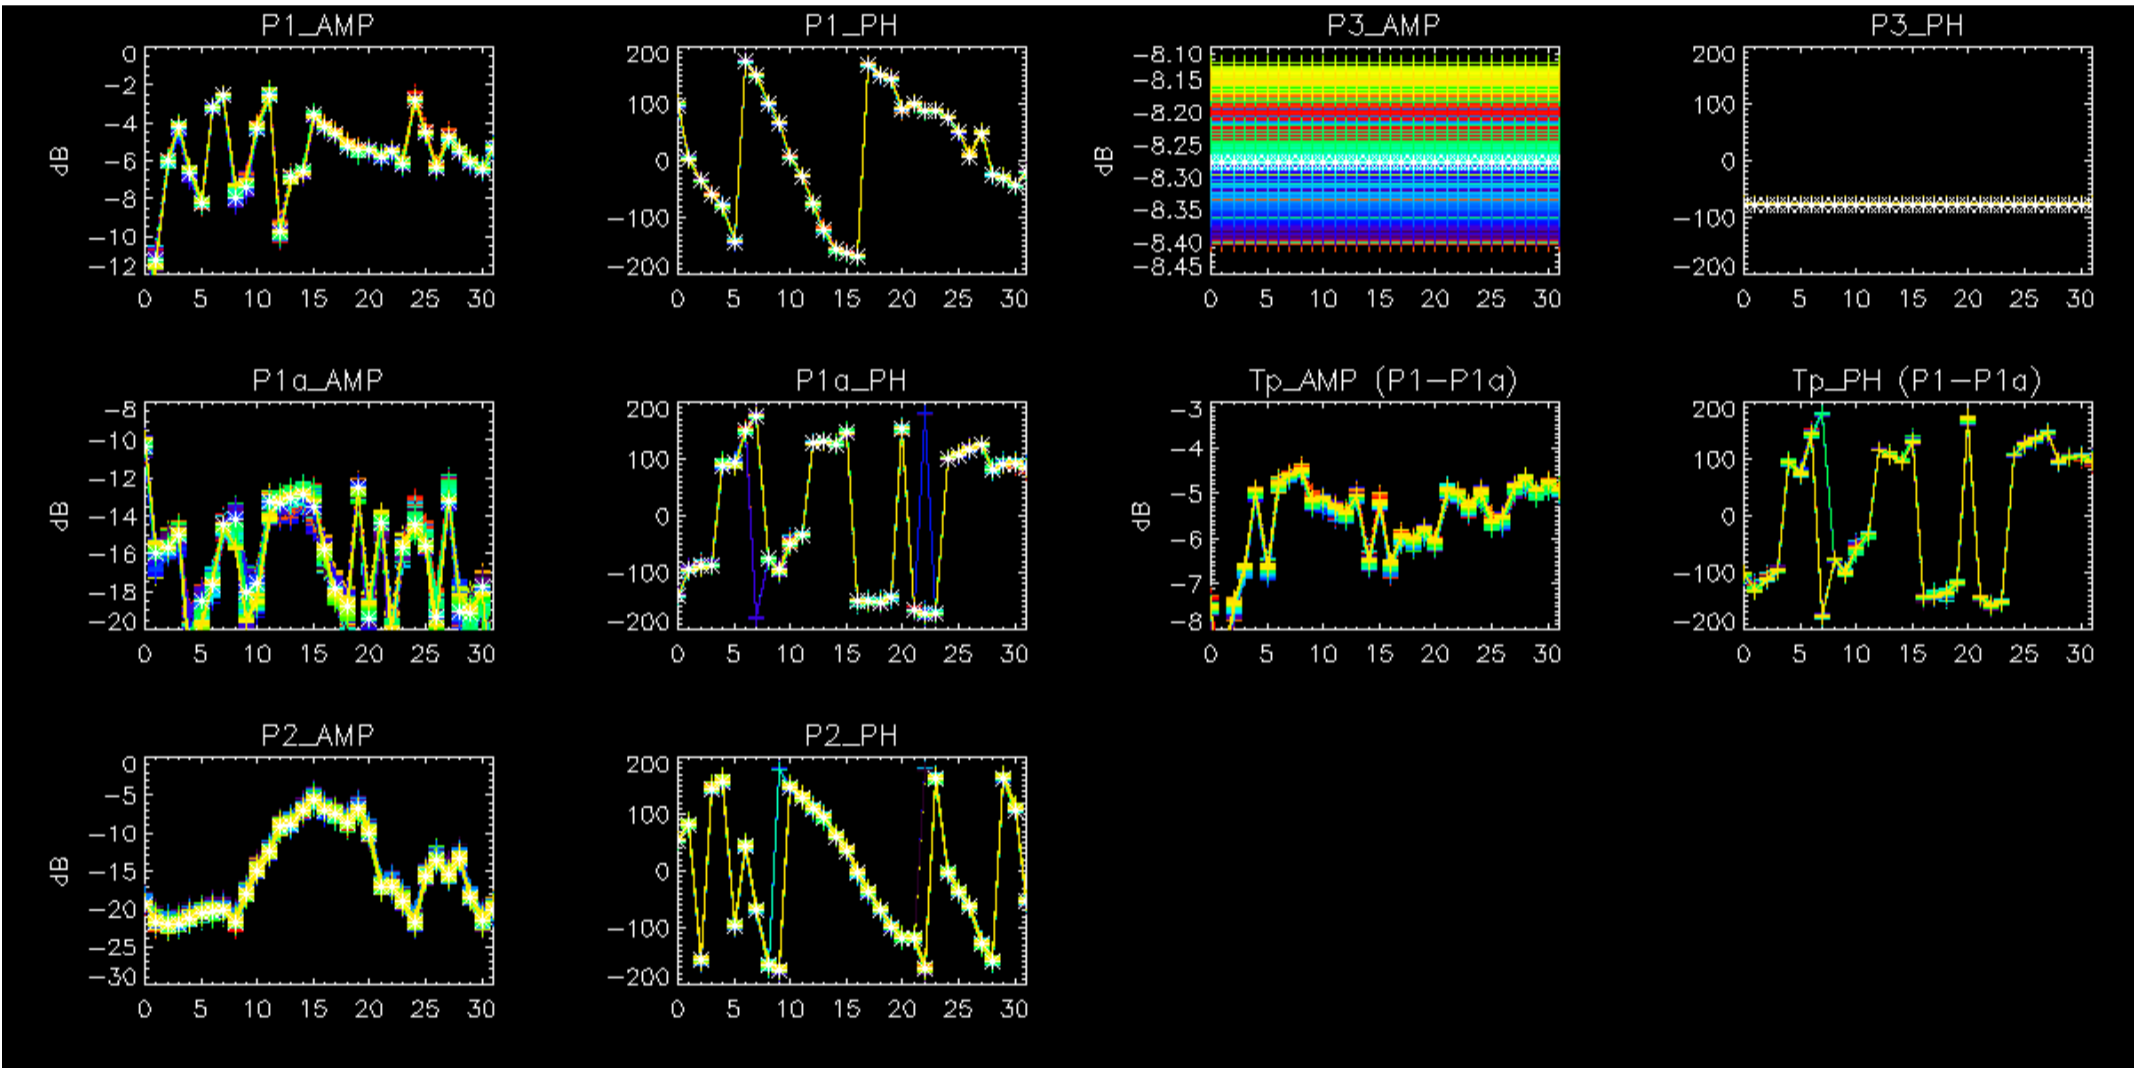 P1_AMP
P1_PH
P3_AMP
P3_PH
0
−2
−4
−6
−8
−10
−12
dB
0 5 10 15 20 25 30
200
100
0
−100
−200
0 5 10 15 20 25 30
−8.10
−8.15
−8.20
−8.25
−8.30
−8.35
−8.40
−8.45
dB
0 5 10 15 20 25 30
200
100
0
−100
−200
0 5 10 15 20 25 30
P1a_AMP
P1a_PH
Tp_AMP (P1−P1a)
Tp_PH (P1−P1a)
−8
−10
−12
−14
−16
−18
−20
dB
0 5 10 15 20 25 30
200
100
0
−100
−200
0 5 10 15 20 25 30
−3
−4
−5
−6
−7
−8
dB
0 5 10 15 20 25 30
200
100
0
−100
−200
0 5 10 15 20 25 30
P2_AMP
P2_PH
0
−5
−10
−15
−20
−25
−30
dB
0 5 10 15 20 25 30
200
100
0
−100
−200
0 5 10 15 20 25 30